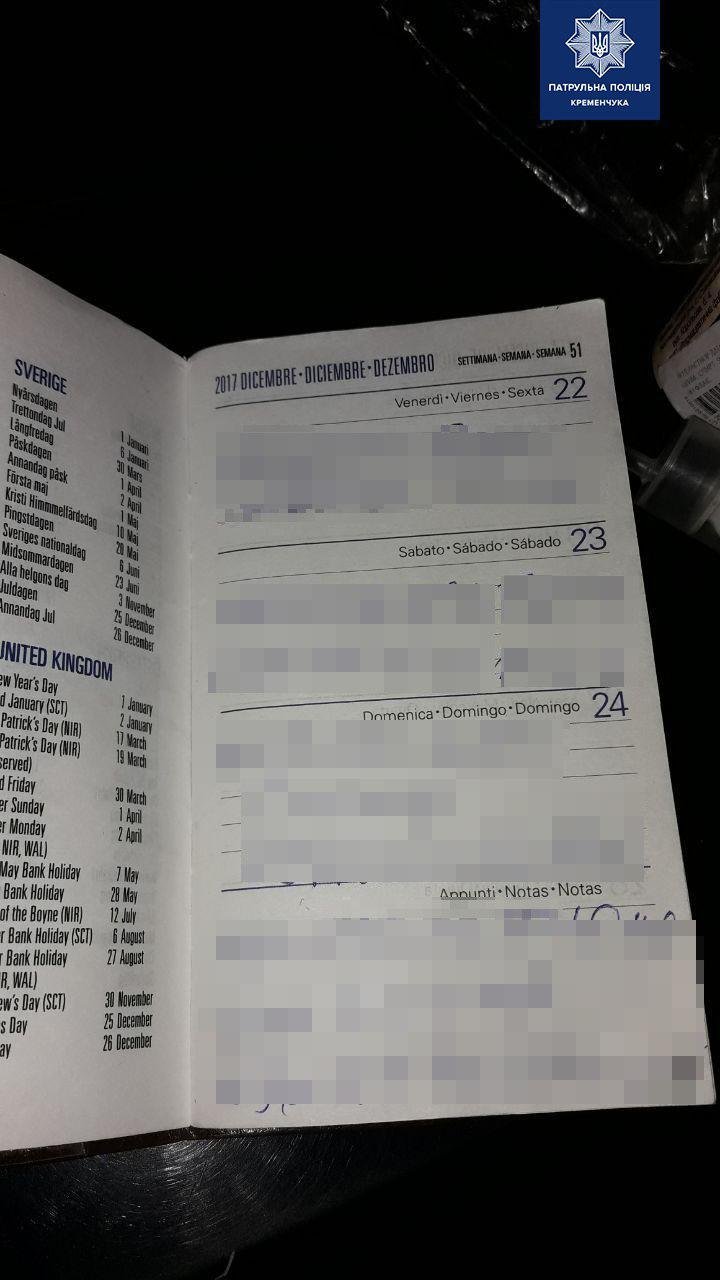 ПАТРУЛЬНА ПОЛІЦІЯ
КРЕМЕНЧУКА
SVERIGE
Nyårsdagen 1 Januari
Trettondag Jul 6 Januari
Långfredag 30 Mars
Påskdagen 1 April
Annandag påsk 2 April
Första maj 1 Maj
Kristi Himmmelfärdsdag 10 Maj
Pingstdagen 20 Maj
Sveriges nationaldag 6 Juni
Midsommardagen 23 Juni
Alla helgons dag 3 November
Juldagen 25 December
Annandag Jul 26 December
UNITED KINGDOM
ew Year's Day 1 January
d January (SCT) 2 January
Patrick's Day (NIR) 17 March
Patrick's Day (NIR) 19 March
served)
d Friday 30 March
er Sunday 1 April
er Monday 2 April
NIR, WAL)
May Bank Holiday 7 May
Bank Holiday 28 May
of the Boyne (NIR) 12 July
er Bank Holiday (SCT) 6 August
r Bank Holiday 27 August
IR, WAL)
ew's Day (SCT) 30 November
s Day 25 December
ay 26 December
2017 DICEMBRE • DICIEMBRE • DEZEMBRO SETTIMANA • SEMANA • SEMANA 51
Venerdì • Viernes • Sexta 22
Sabato • Sábado • Sábado 23
Domenica • Domingo • Domingo 24
Appunti • Notas • Notas